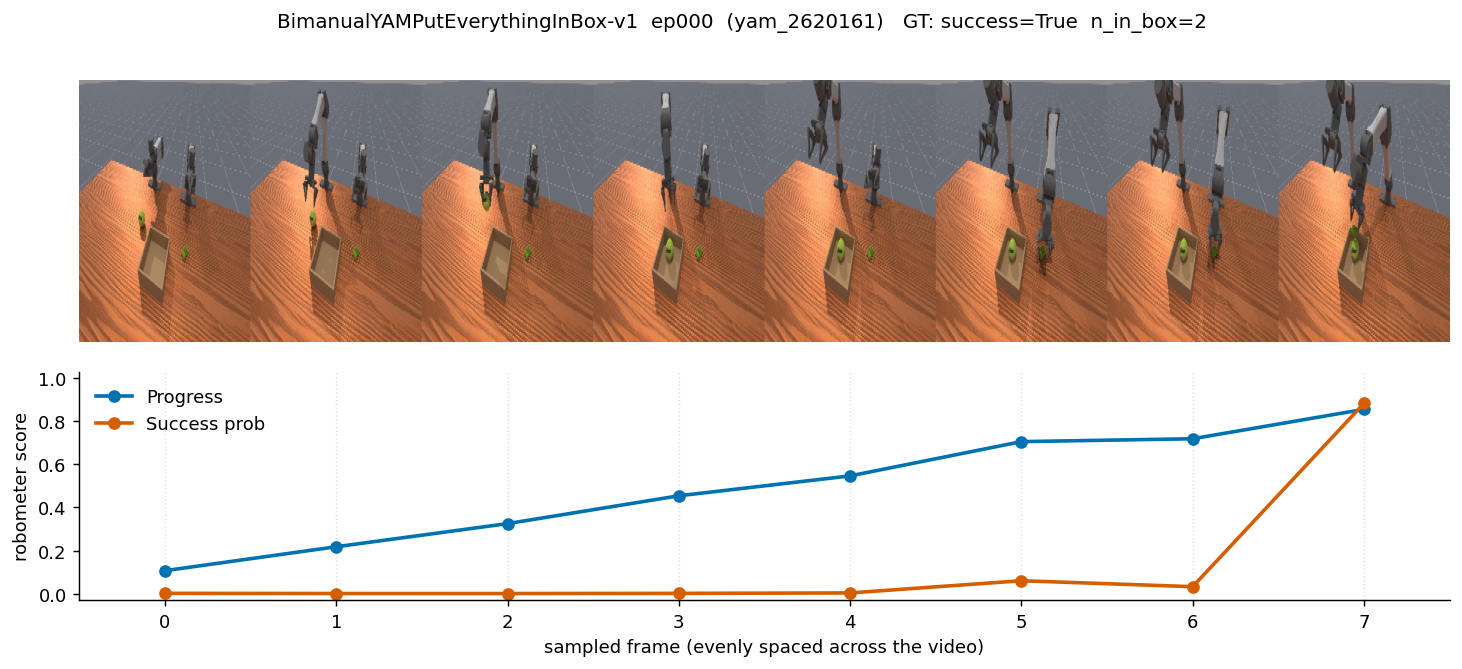 BimanualYAMPutEverythingInBox-v1  ep000  (yam_2620161)   GT: success=True  n_in_box=2
1.0
0.8
0.6
0.4
0.2
0.0
robometer score
Progress
Success prob
0 1 2 3 4 5 6 7
sampled frame (evenly spaced across the video)